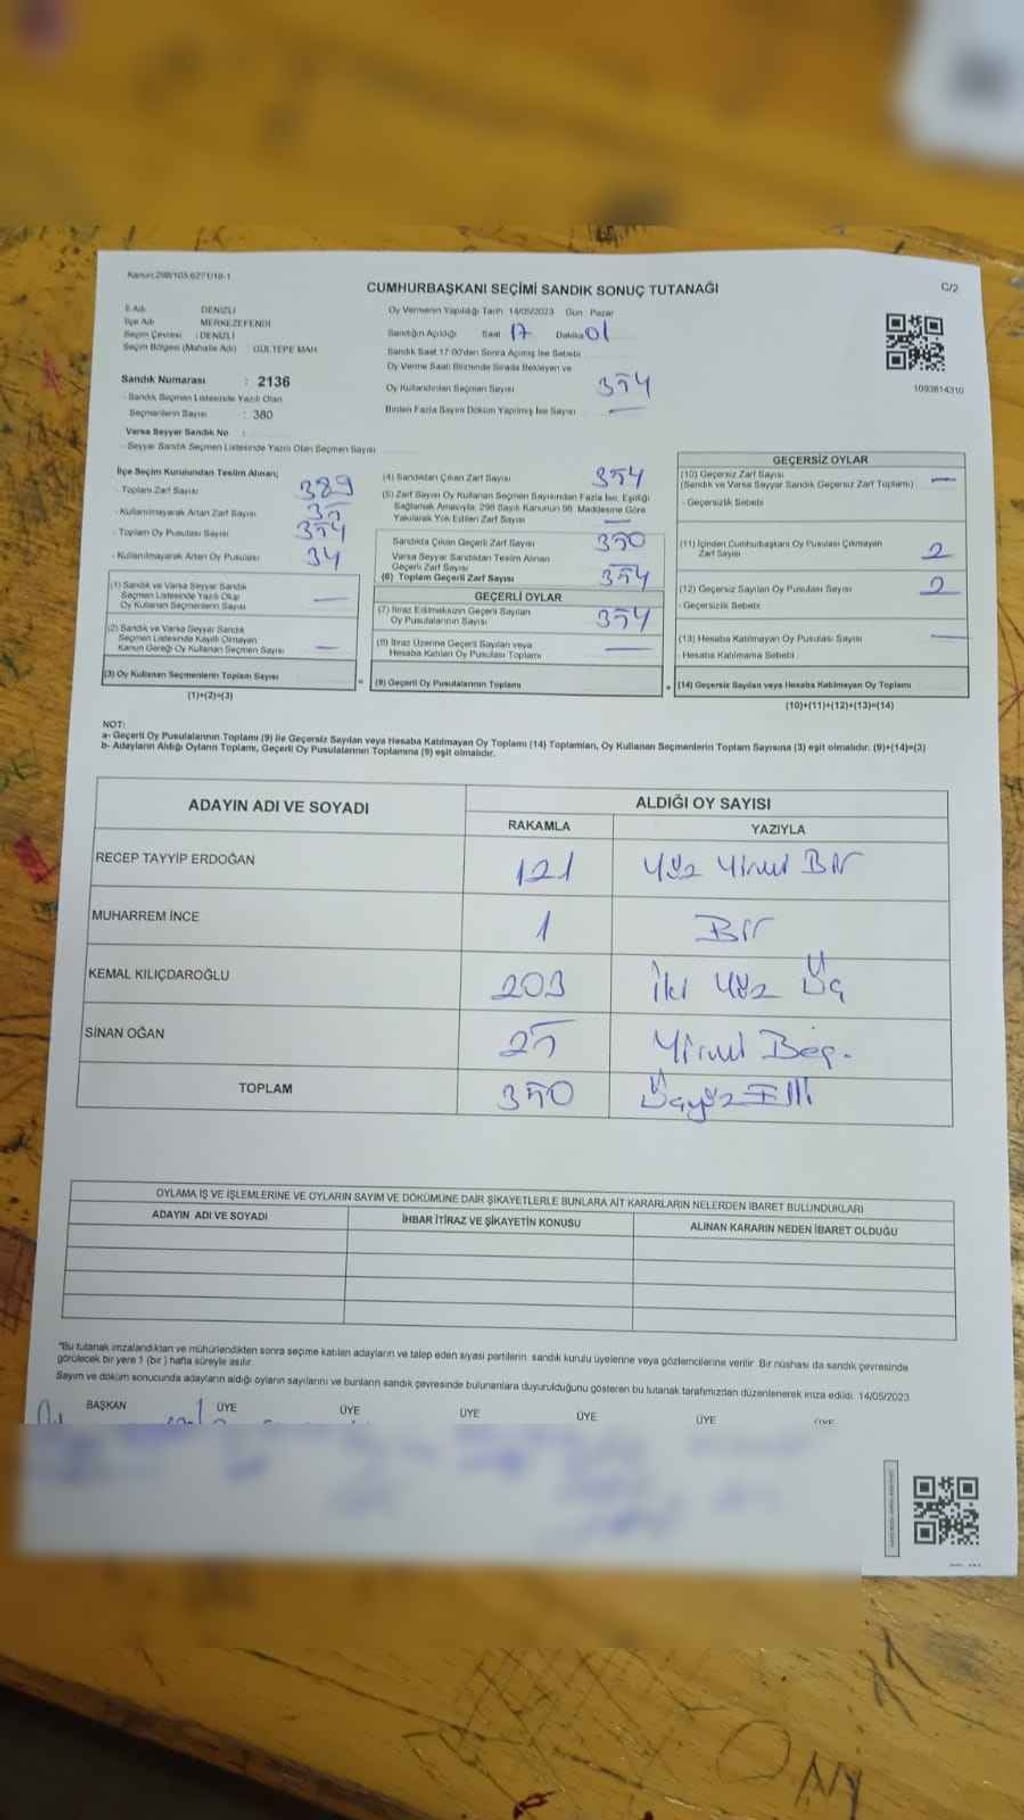 Kanun:298/105.6271/18-1
CUMHURBAŞKANI SEÇİMİ SANDIK SONUÇ TUTANAĞI
C/2
İl Adı DENİZLİ
İlçe Adı MERKEZEFENDİ
Seçim Çevresi : DENİZLİ
Seçim Bölgesi (Mahalle Adı) : GÜLTEPE MAH.
Sandık Numarası : 2136
Sandık Seçmen Listesinde Yazılı Olan
Seçmenlerin Sayısı : 380
Varsa Seyyar Sandık No :
Seyyar Sandık Seçmen Listesinde Yazılı Olan Seçmen Sayısı
Oy Vermenin Yapıldığı Tarih 14/05/2023 Gün Pazar
Sandığın Açıldığı Saat 17 Dakika 01
Sandık Saat 17:00'dan Sonra Açılmış İse Sebebi
Oy Verme Saati Bitiminde Sırada Bekleyen ve
Oy Kullandırılan Seçmen Sayısı 354
Birden Fazla Sayım Döküm Yapılmış İse Sayısı —
1093814310
İlçe Seçim Kurulundan Teslim Alınan;
Toplam Zarf Sayısı 389
Kullanılmayarak Artan Zarf Sayısı 35
Toplam Oy Pusulası Sayısı 354
Kullanılmayarak Artan Oy Pusulası 34
(1) Sandık ve Varsa Seyyar Sandık
Seçmen Listesinde Yazılı Olup
Oy Kullanan Seçmenlerin Sayısı —
(2) Sandık ve Varsa Seyyar Sandık
Seçmen Listesinde Kayıtlı Olmayan
Kanun Gereği Oy Kullanan Seçmen Sayısı —
(3) Oy Kullanan Seçmenlerin Toplam Sayısı
(1)+(2)=(3)
(4) Sandıktan Çıkan Zarf Sayısı 354
(5) Zarf Sayısı Oy Kullanan Seçmen Sayısından Fazla İse, Eşitliği
Sağlamak Amacıyla, 298 Sayılı Kanunun 98. Maddesine Göre
Yakılarak Yok Edilen Zarf Sayısı —
Sandıkta Çıkan Geçerli Zarf Sayısı 350
Varsa Seyyar Sandıktan Teslim Alınan
Geçerli Zarf Sayısı
(6) Toplam Geçerli Zarf Sayısı 354
GEÇERLİ OYLAR
(7) İtiraz Edilmeksizin Geçerli Sayılan
Oy Pusulalarının Sayısı 354
(8) İtiraz Üzerine Geçerli Sayılan veya
Hesaba Katılan Oy Pusulası Toplamı —
(9) Geçerli Oy Pusulalarının Toplamı
GEÇERSİZ OYLAR
(10) Geçersiz Zarf Sayısı
(Sandık ve Varsa Seyyar Sandık Geçersiz Zarf Toplamı) —
Geçersizlik Sebebi
(11) İçinden Cumhurbaşkanı Oy Pusulası Çıkmayan
Zarf Sayısı 2
(12) Geçersiz Sayılan Oy Pusulası Sayısı 2
Geçersizlik Sebebi
(13) Hesaba Katılmayan Oy Pusulası Sayısı —
Hesaba Katılmama Sebebi
(14) Geçersiz Sayılan veya Hesaba Katılmayan Oy Toplamı
(10)+(11)+(12)+(13)=(14)
NOT:
a- Geçerli Oy Pusulalarının Toplamı (9) ile Geçersiz Sayılan veya Hesaba Katılmayan Oy Toplamı (14) Toplamları, Oy Kullanan Seçmenlerin Toplam Sayısına (3) eşit olmalıdır. (9)+(14)=(3)
b- Adayların Aldığı Oyların Toplamı, Geçerli Oy Pusulalarının Toplamına (9) eşit olmalıdır.
ADAYIN ADI VE SOYADI
ALDIĞI OY SAYISI
RAKAMLA YAZIYLA
RECEP TAYYİP ERDOĞAN 121 Yüz Yirmi Bir
MUHARREM İNCE 1 Bir
KEMAL KILIÇDAROĞLU 203 İki Yüz Üç
SİNAN OĞAN 25 Yirmi Beş.
TOPLAM 350 Üçyüz Elli
OYLAMA İŞ VE İŞLEMLERİNE VE OYLARIN SAYIM VE DÖKÜMÜNE DAİR ŞİKAYETLERLE BUNLARA AİT KARARLARIN NELERDEN İBARET BULUNDUKLARI
ADAYIN ADI VE SOYADI İHBAR İTİRAZ VE ŞİKAYETİN KONUSU ALINAN KARARIN NEDEN İBARET OLDUĞU
"Bu tutanak imzalandıktan ve mühürlendikten sonra seçime katılan adayların ve talep eden siyasi partilerin sandık kurulu üyelerine veya gözlemcilerine verilir. Bir nüshası da sandık çevresinde
görülecek bir yere 1 (bir) hafta süreyle asılır.
Sayım ve döküm sonucunda adayların aldığı oyların sayılarını ve bunların sandık çevresinde bulunanlara duyurulduğunu gösteren bu tutanak tarafımızdan düzenlenerek imza edildi. 14/05/2023
BAŞKAN ÜYE ÜYE ÜYE ÜYE ÜYE ÜYE